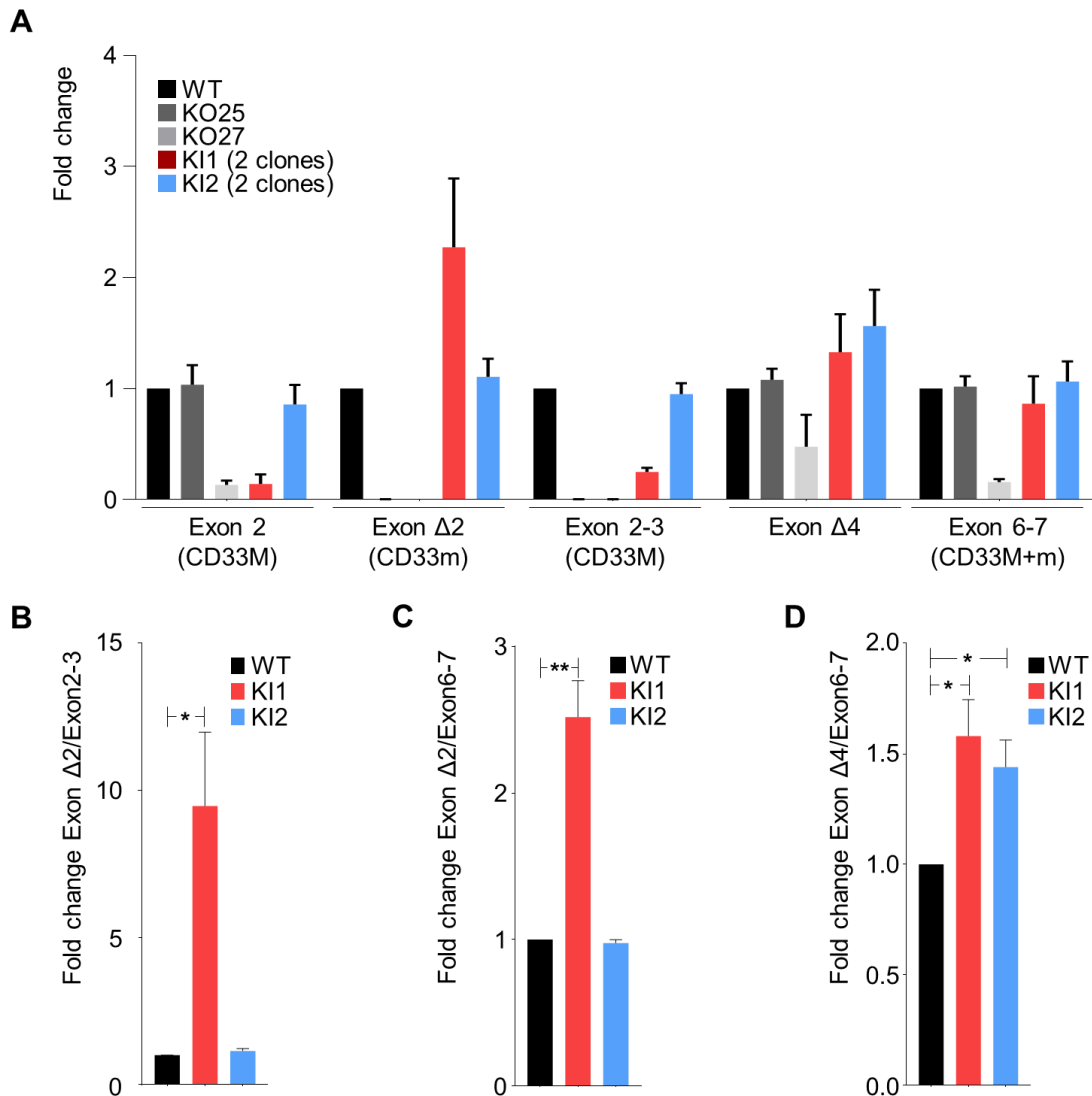 A
Fold change
4
3
2
1
0
WT
KO25
KO27
KI1 (2 clones)
KI2 (2 clones)
Exon 2
(CD33M)
Exon Δ2
(CD33m)
Exon 2-3
(CD33M)
Exon Δ4
Exon 6-7
(CD33M+m)
B
Fold change Exon Δ2/Exon2-3
15
10
5
0
*
WT
KI1
KI2
C
Fold change Exon Δ2/Exon6-7
3
2
1
0
**
WT
KI1
KI2
D
Fold change Exon Δ4/Exon6-7
2.0
1.5
1.0
0.5
0.0
*
*
WT
KI1
KI2